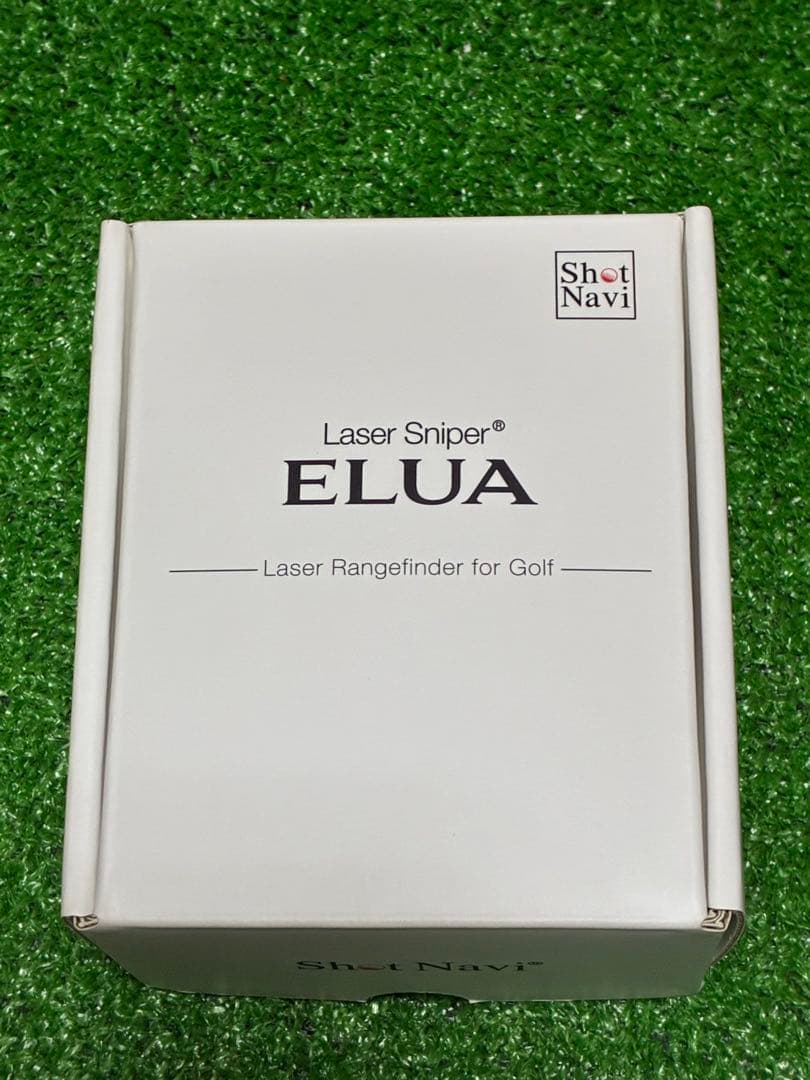 Shot
Navi
Laser Sniper®
ELUA
Laser Rangefinder for Golf
Shot Navi®